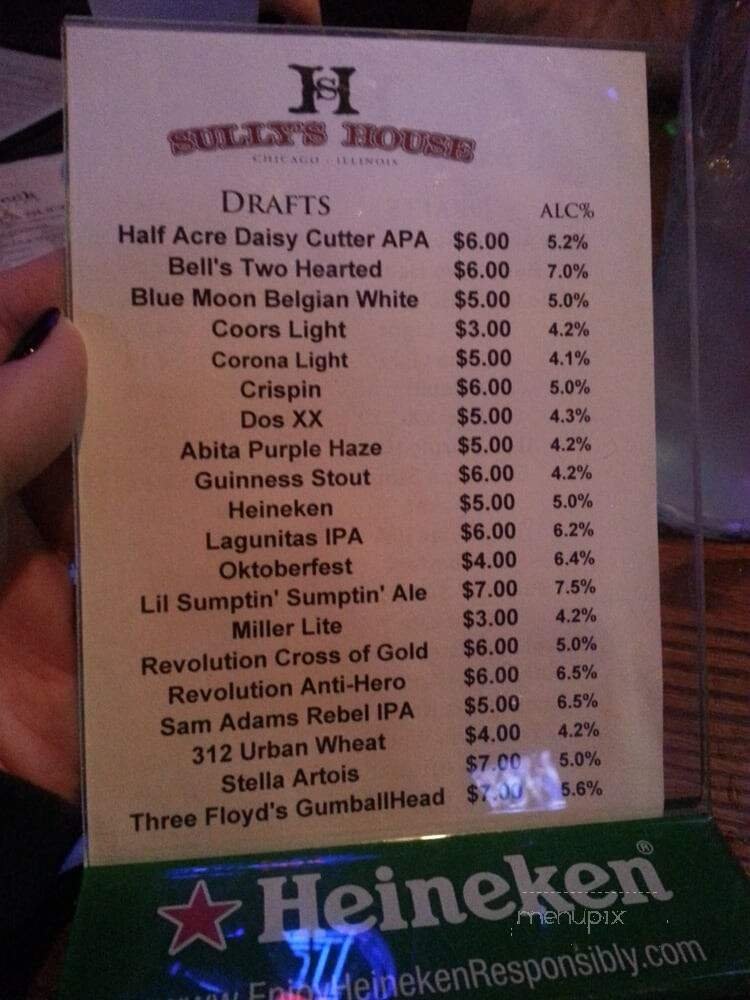 HS
SULLY'S HOUSE
CHICAGO · ILLINOIS
DRAFTS ALC%
Half Acre Daisy Cutter APA $6.00 5.2%
Bell's Two Hearted $6.00 7.0%
Blue Moon Belgian White $5.00 5.0%
Coors Light $3.00 4.2%
Corona Light $5.00 4.1%
Crispin $6.00 5.0%
Dos XX $5.00 4.3%
Abita Purple Haze $5.00 4.2%
Guinness Stout $6.00 4.2%
Heineken $5.00 5.0%
Lagunitas IPA $6.00 6.2%
Oktoberfest $4.00 6.4%
Lil Sumptin' Sumptin' Ale $7.00 7.5%
Miller Lite $3.00 4.2%
Revolution Cross of Gold $6.00 5.0%
Revolution Anti-Hero $6.00 6.5%
Sam Adams Rebel IPA $5.00 6.5%
312 Urban Wheat $4.00 4.2%
Stella Artois $7.00 5.0%
Three Floyd's GumballHead $7.00 5.6%
Heineken®
menupix
www.EnjoyHeinekenResponsibly.com